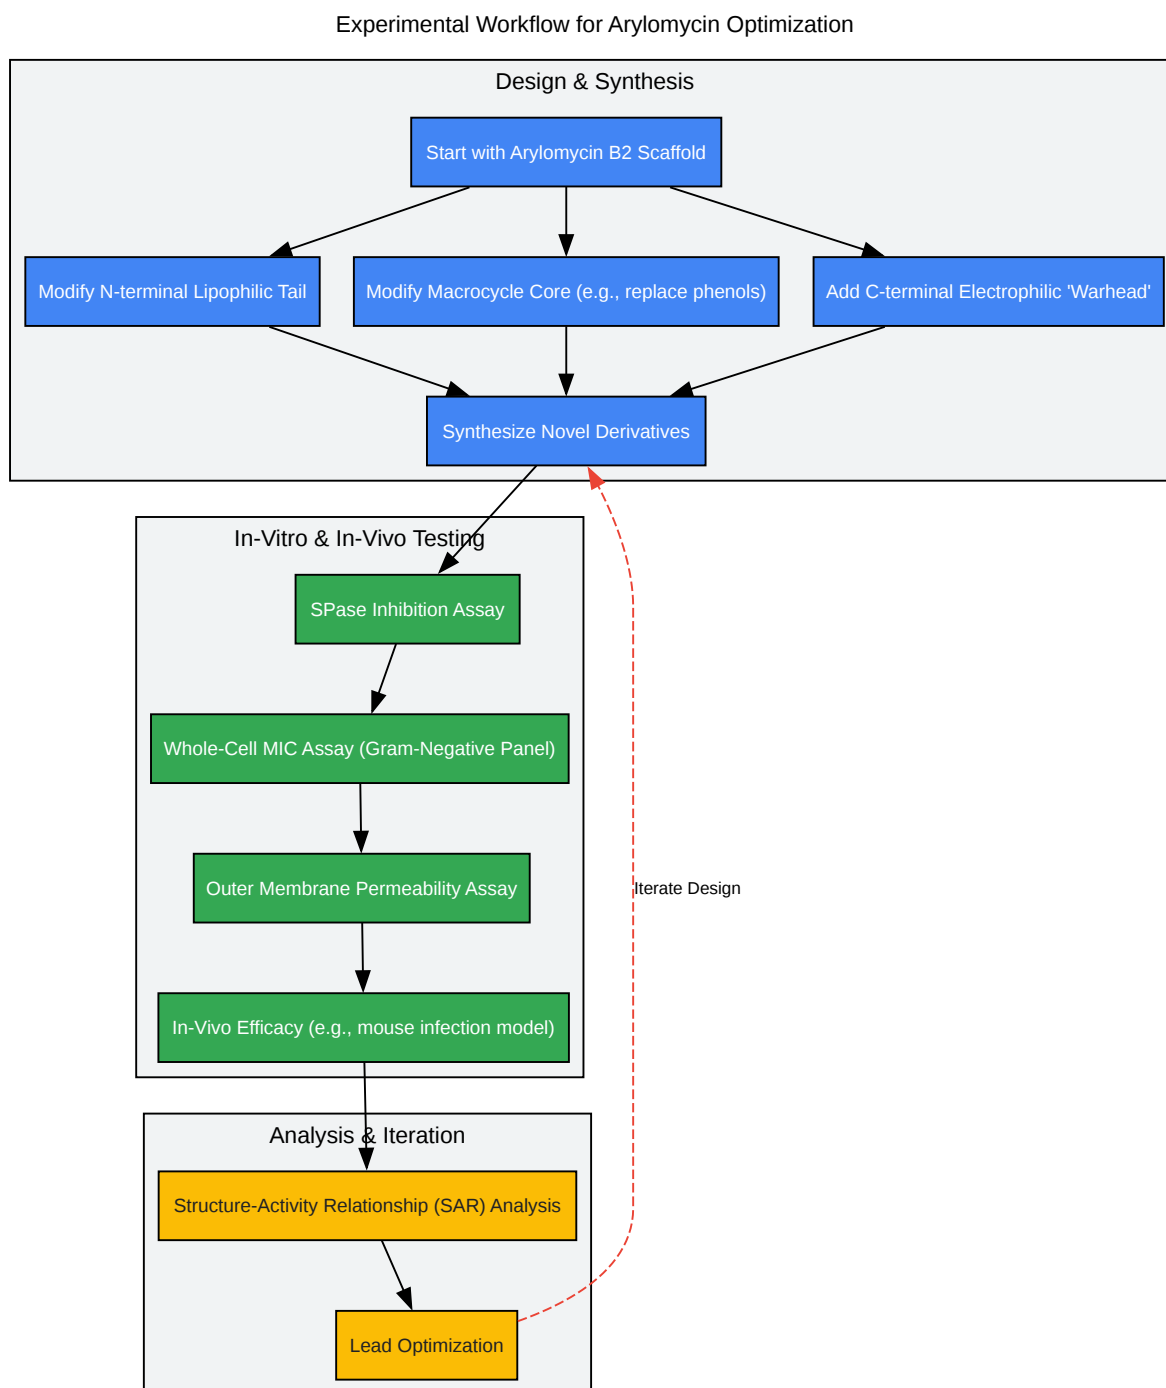 Experimental Workflow for Arylomycin Optimization
Design & Synthesis
Start with Arylomycin B2 Scaffold
Modify N-terminal Lipophilic Tail
Modify Macrocycle Core (e.g., replace phenols)
Add C-terminal Electrophilic 'Warhead'
Synthesize Novel Derivatives
In-Vitro & In-Vivo Testing
SPase Inhibition Assay
Whole-Cell MIC Assay (Gram-Negative Panel)
Outer Membrane Permeability Assay
Iterate Design
In-Vivo Efficacy (e.g., mouse infection model)
Analysis & Iteration
Structure-Activity Relationship (SAR) Analysis
Lead Optimization